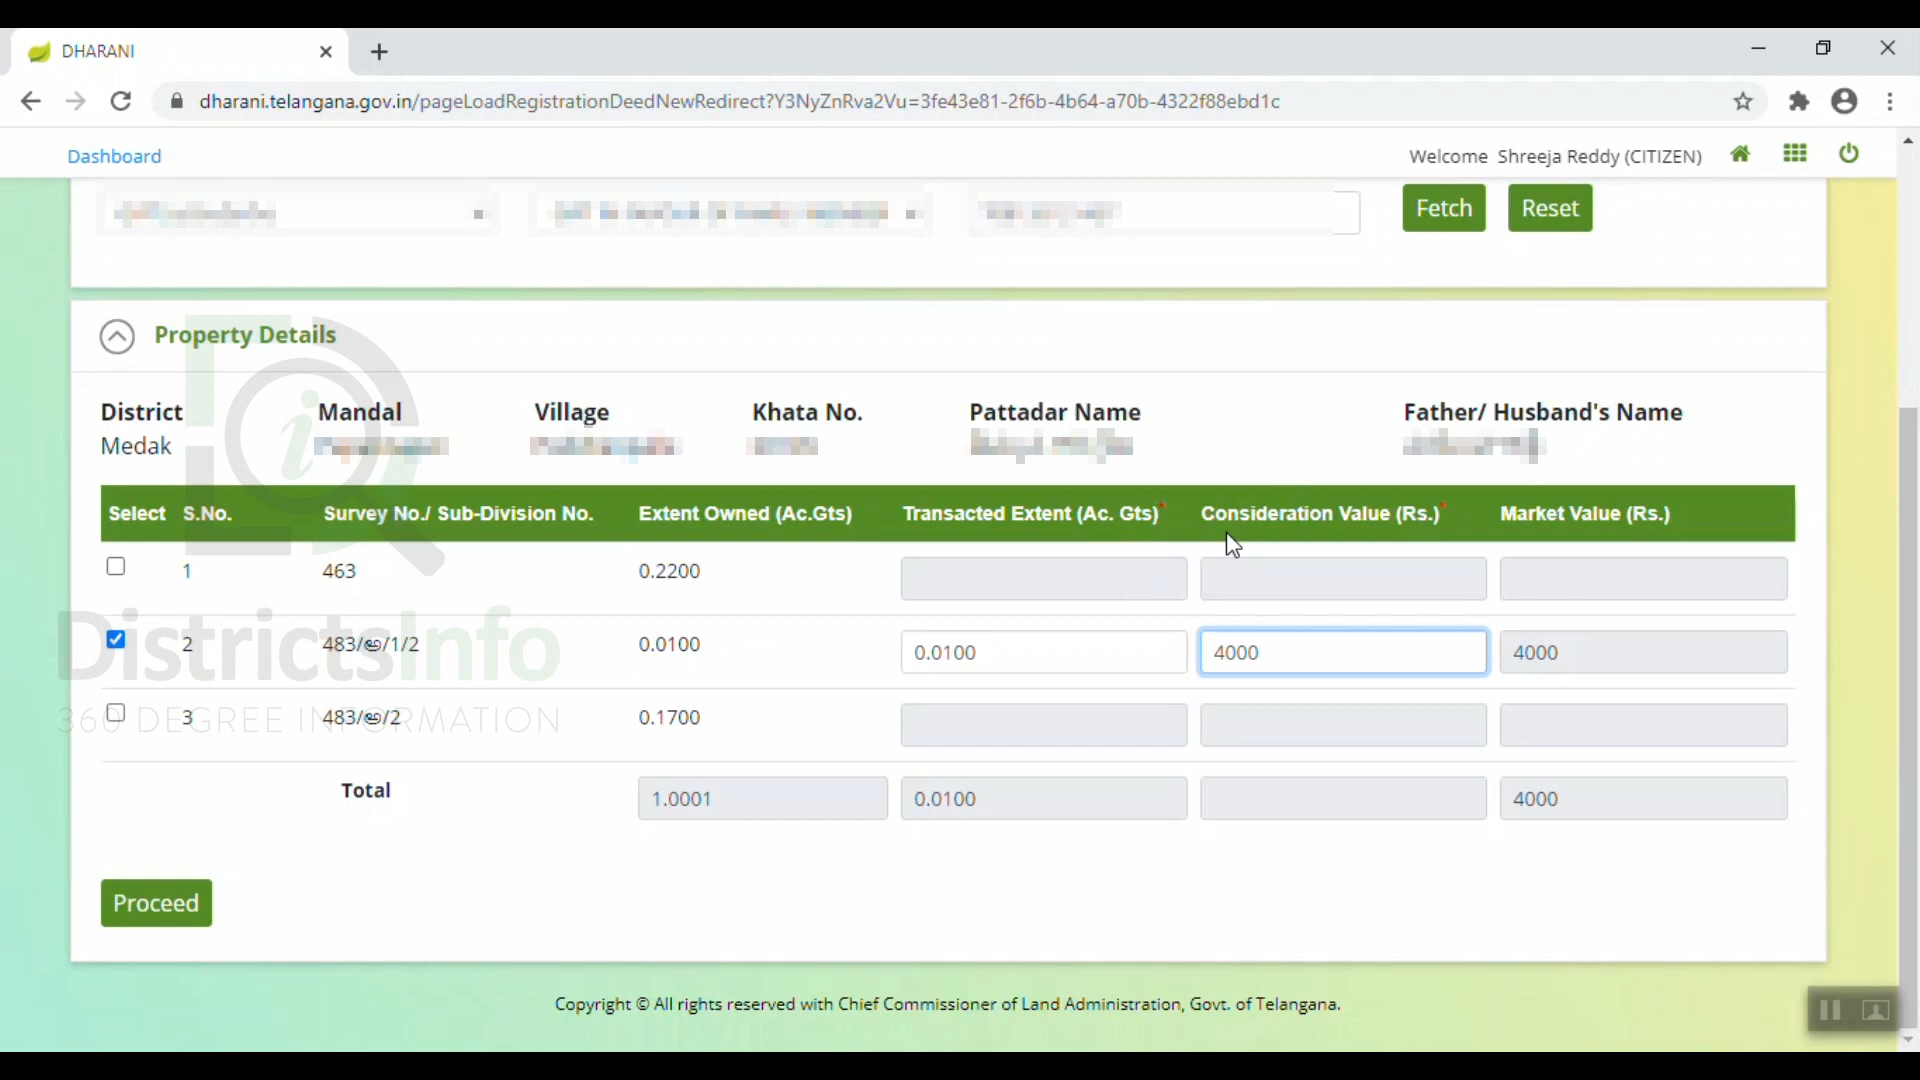 DHARANI
dharani.telangana.gov.in/pageLoadRegistrationDeedNewRedirect?Y3NyZnRva2Vu=3fe43e81-2f6b-4b64-a70b-4322f88ebd1c
Dashboard
Welcome Shreeja Reddy (CITIZEN)
Fetch Reset
Property Details
District Mandal Village Khata No. Pattadar Name Father/ Husband's Name
Medak
Select S.No. Survey No./ Sub-Division No. Extent Owned (Ac.Gts) Transacted Extent (Ac. Gts)* Consideration Value (Rs.)* Market Value (Rs.)
1 463 0.2200
2 483/అ/1/2 0.0100 0.0100 4000 4000
3 483/అ/2 0.1700
Total 1.0001 0.0100 4000
DistrictsInfo
360 DEGREE INFORMATION
Proceed
Copyright © All rights reserved with Chief Commissioner of Land Administration, Govt. of Telangana.